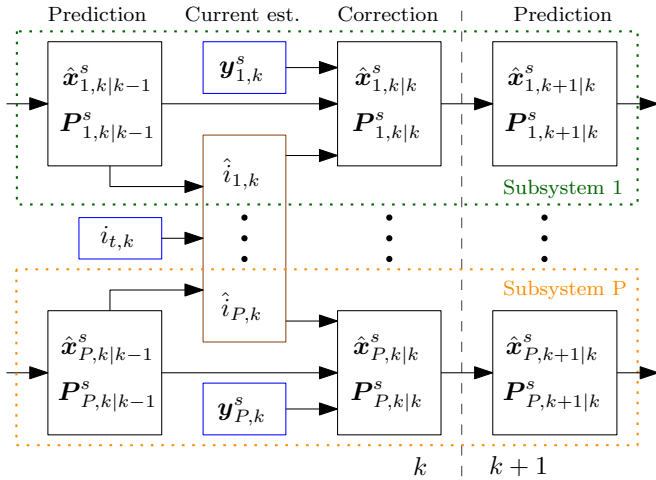 Prediction Current est. Correction Prediction
x̂^s_{1,k|k−1} y^s_{1,k} x̂^s_{1,k|k} x̂^s_{1,k+1|k}
P^s_{1,k|k−1} P^s_{1,k|k} P^s_{1,k+1|k}
î_{1,k} Subsystem 1
i_{t,k}
Subsystem P
î_{P,k}
x̂^s_{P,k|k−1} x̂^s_{P,k|k} x̂^s_{P,k+1|k}
P^s_{P,k|k−1} y^s_{P,k} P^s_{P,k|k} P^s_{P,k+1|k}
k k + 1